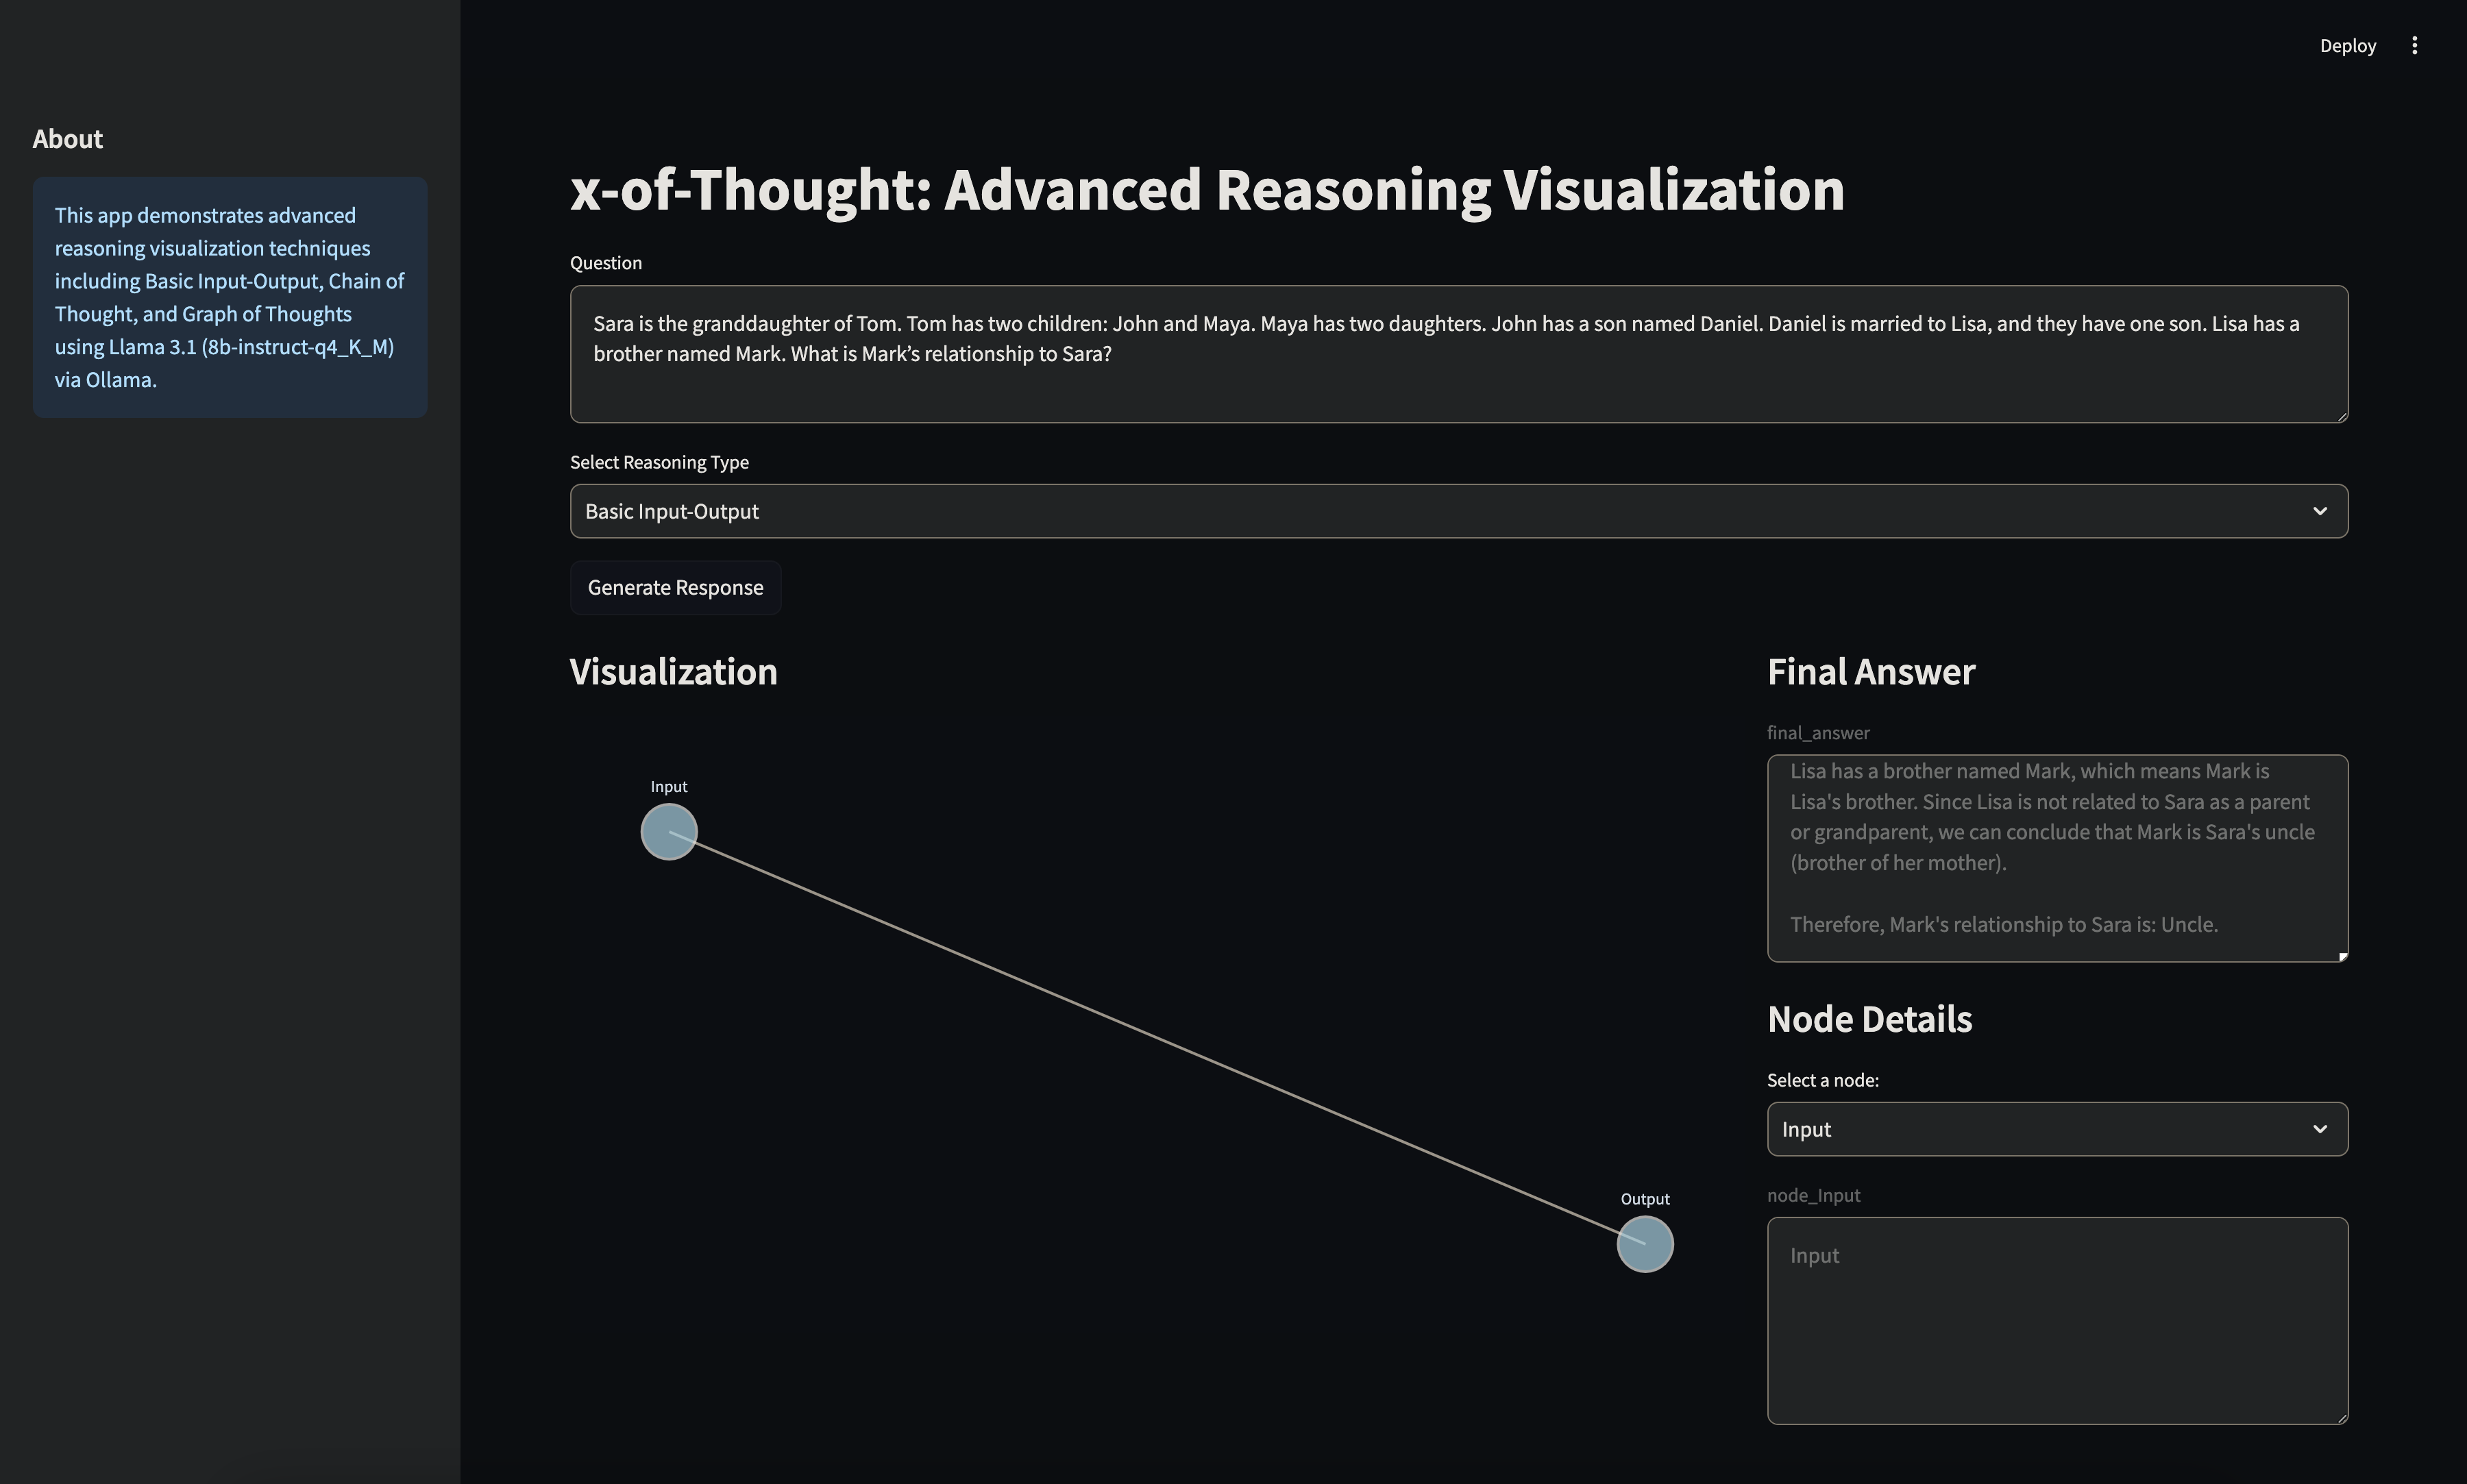 Deploy
About
This app demonstrates advanced
reasoning visualization techniques
including Basic Input-Output, Chain of
Thought, and Graph of Thoughts
using Llama 3.1 (8b-instruct-q4_K_M)
via Ollama.
x-of-Thought: Advanced Reasoning Visualization
Question
Sara is the granddaughter of Tom. Tom has two children: John and Maya. Maya has two daughters. John has a son named Daniel. Daniel is married to Lisa, and they have one son. Lisa has a
brother named Mark. What is Mark’s relationship to Sara?
Select Reasoning Type
Basic Input-Output
Generate Response
Visualization
Input
Output
Final Answer
final_answer
Lisa has a brother named Mark, which means Mark is
Lisa's brother. Since Lisa is not related to Sara as a parent
or grandparent, we can conclude that Mark is Sara's uncle
(brother of her mother).
Therefore, Mark's relationship to Sara is: Uncle.
Node Details
Select a node:
Input
node_Input
Input